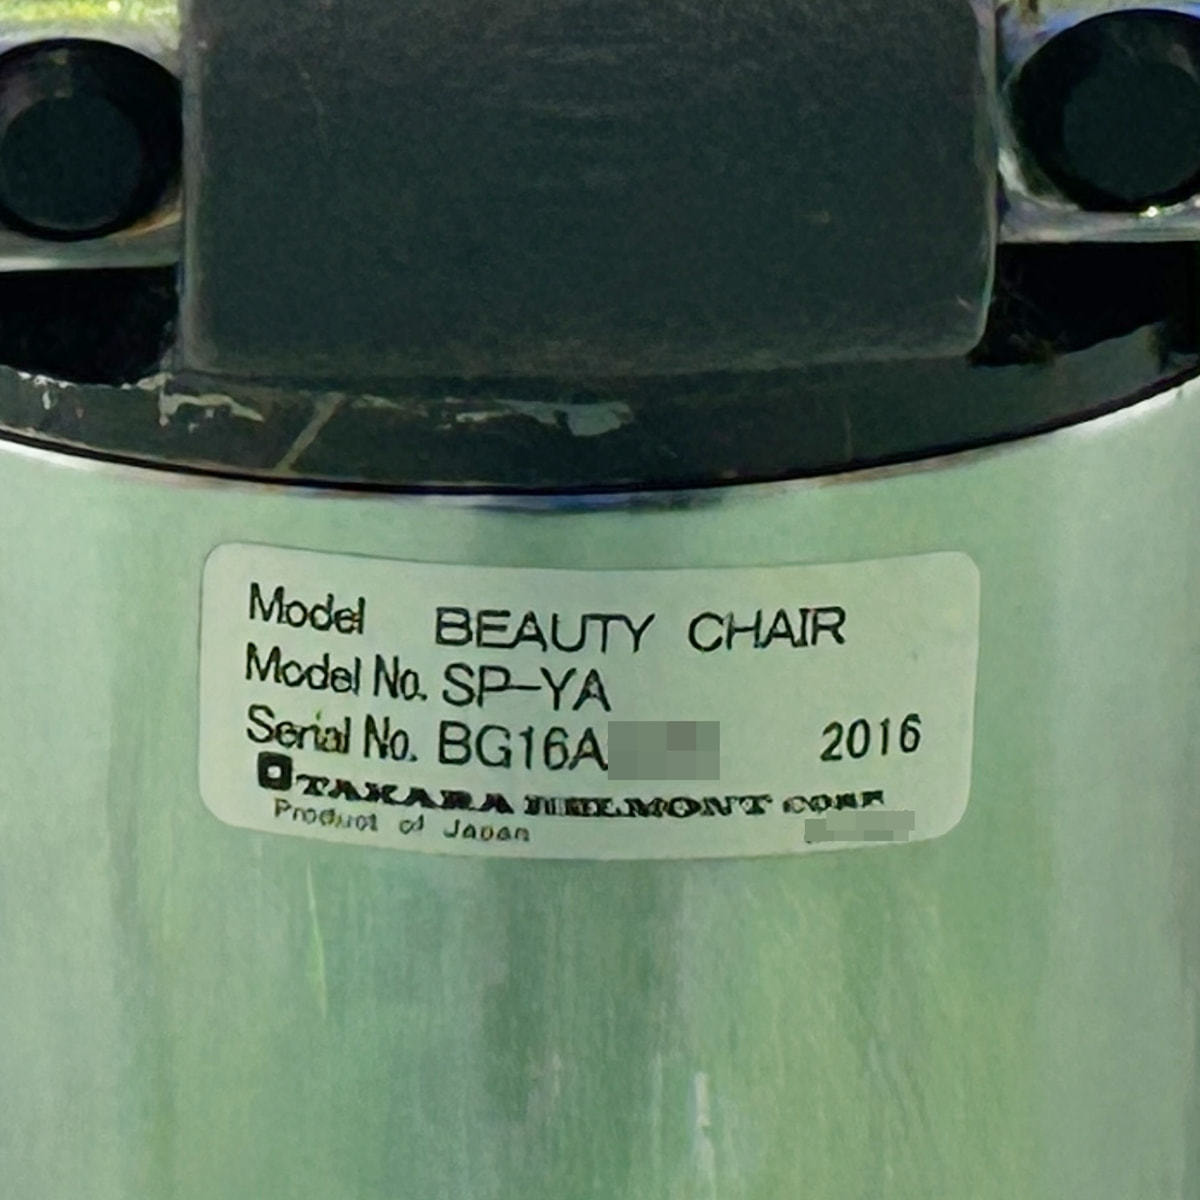 Model BEAUTY CHAIR
Model No. SP-YA
Serial No. BG16A 2016
TAKARA BELMONT CORP
Product of Japan